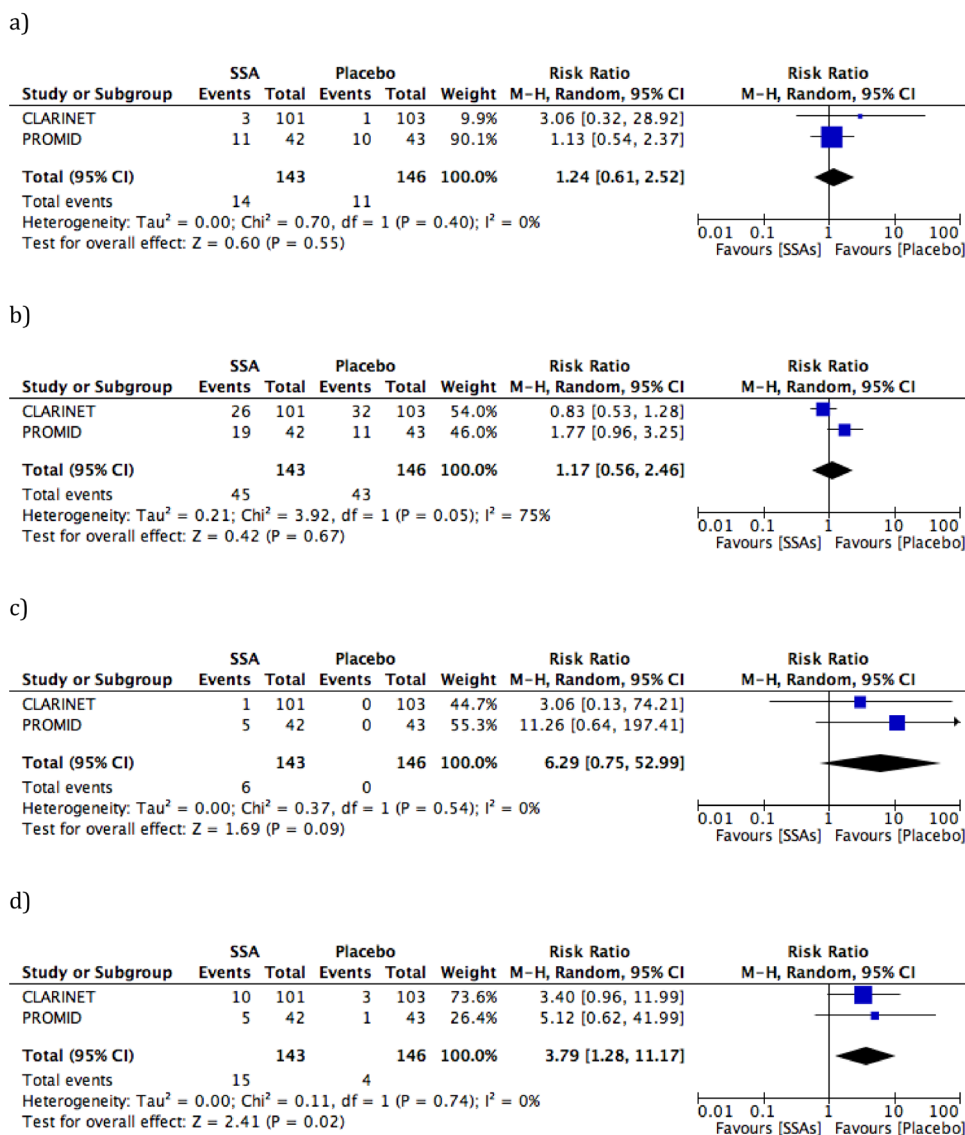 a)
SSA Placebo Risk Ratio Risk Ratio
Study or Subgroup Events Total Events Total Weight M-H, Random, 95% CI M-H, Random, 95% CI
CLARINET 3 101 1 103 9.9% 3.06 [0.32, 28.92]
PROMID 11 42 10 43 90.1% 1.13 [0.54, 2.37]
Total (95% CI) 143 146 100.0% 1.24 [0.61, 2.52]
Total events 14 11
Heterogeneity: Tau² = 0.00; Chi² = 0.70, df = 1 (P = 0.40); I² = 0%
Test for overall effect: Z = 0.60 (P = 0.55)
0.01 0.1 1 10 100
Favours [SSAs] Favours [Placebo]
b)
SSA Placebo Risk Ratio Risk Ratio
Study or Subgroup Events Total Events Total Weight M-H, Random, 95% CI M-H, Random, 95% CI
CLARINET 26 101 32 103 54.0% 0.83 [0.53, 1.28]
PROMID 19 42 11 43 46.0% 1.77 [0.96, 3.25]
Total (95% CI) 143 146 100.0% 1.17 [0.56, 2.46]
Total events 45 43
Heterogeneity: Tau² = 0.21; Chi² = 3.92, df = 1 (P = 0.05); I² = 75%
Test for overall effect: Z = 0.42 (P = 0.67)
0.01 0.1 1 10 100
Favours [SSAs] Favours [Placebo]
c)
SSA Placebo Risk Ratio Risk Ratio
Study or Subgroup Events Total Events Total Weight M-H, Random, 95% CI M-H, Random, 95% CI
CLARINET 1 101 0 103 44.7% 3.06 [0.13, 74.21]
PROMID 5 42 0 43 55.3% 11.26 [0.64, 197.41]
Total (95% CI) 143 146 100.0% 6.29 [0.75, 52.99]
Total events 6 0
Heterogeneity: Tau² = 0.00; Chi² = 0.37, df = 1 (P = 0.54); I² = 0%
Test for overall effect: Z = 1.69 (P = 0.09)
0.01 0.1 1 10 100
Favours [SSAs] Favours [Placebo]
d)
SSA Placebo Risk Ratio Risk Ratio
Study or Subgroup Events Total Events Total Weight M-H, Random, 95% CI M-H, Random, 95% CI
CLARINET 10 101 3 103 73.6% 3.40 [0.96, 11.99]
PROMID 5 42 1 43 26.4% 5.12 [0.62, 41.99]
Total (95% CI) 143 146 100.0% 3.79 [1.28, 11.17]
Total events 15 4
Heterogeneity: Tau² = 0.00; Chi² = 0.11, df = 1 (P = 0.74); I² = 0%
Test for overall effect: Z = 2.41 (P = 0.02)
0.01 0.1 1 10 100
Favours [SSAs] Favours [Placebo]